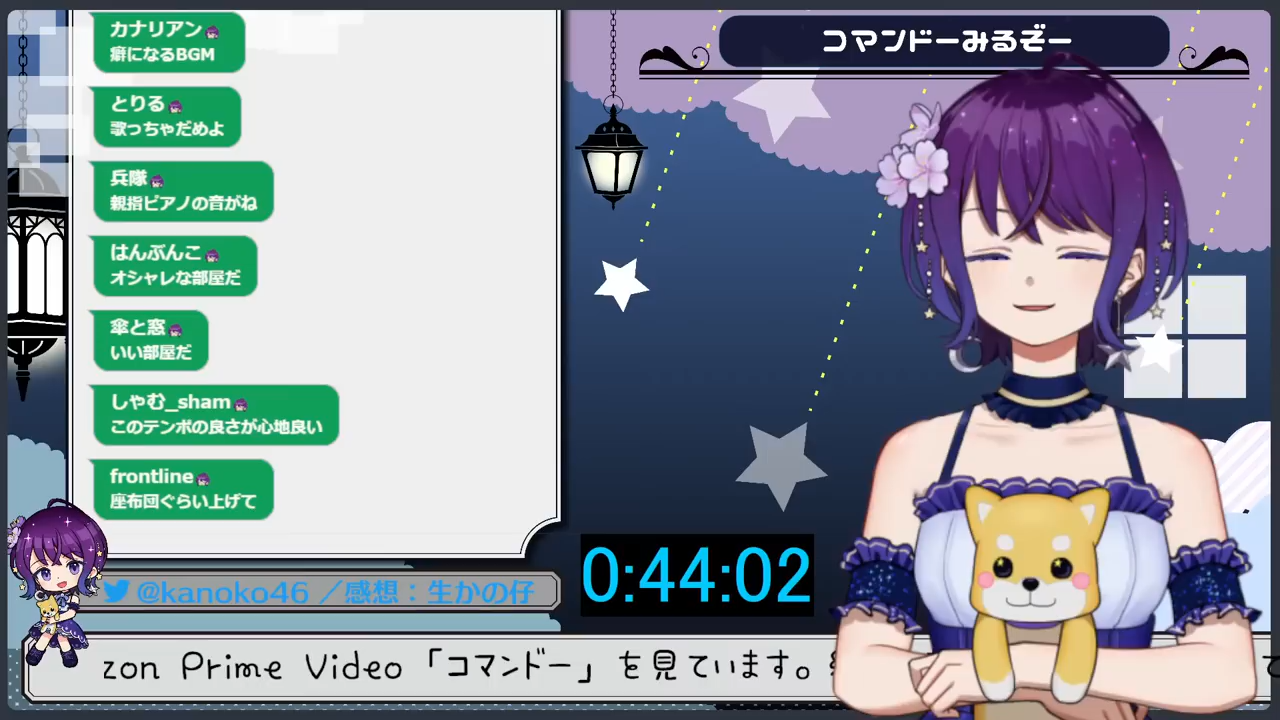 コマンドーみるぞー
カナリアン
癖になるBGM
とりる
歌っちゃだめよ
兵隊
親指ピアノの音がね
はんぶんこ
オシャレな部屋だ
傘と窓
いい部屋だ
しゃむ_sham
このテンポの良さが心地良い
frontline
座布団ぐらい上げて
0:44:02
@kanoko46 ／感想：生かの仔
zon Prime Video 「コマンドー」 を見ています。